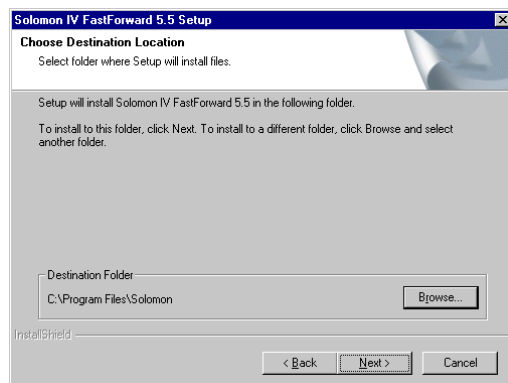 Solomon IV FastForward 5.5 Setup
Choose Destination Location
Select folder where Setup will install files.
Setup will install Solomon IV FastForward 5.5 in the following folder.
To install to this folder, click Next. To install to a different folder, click Browse and select
another folder.
Destination Folder
C:\Program Files\Solomon
Browse...
InstallShield
< Back
Next >
Cancel